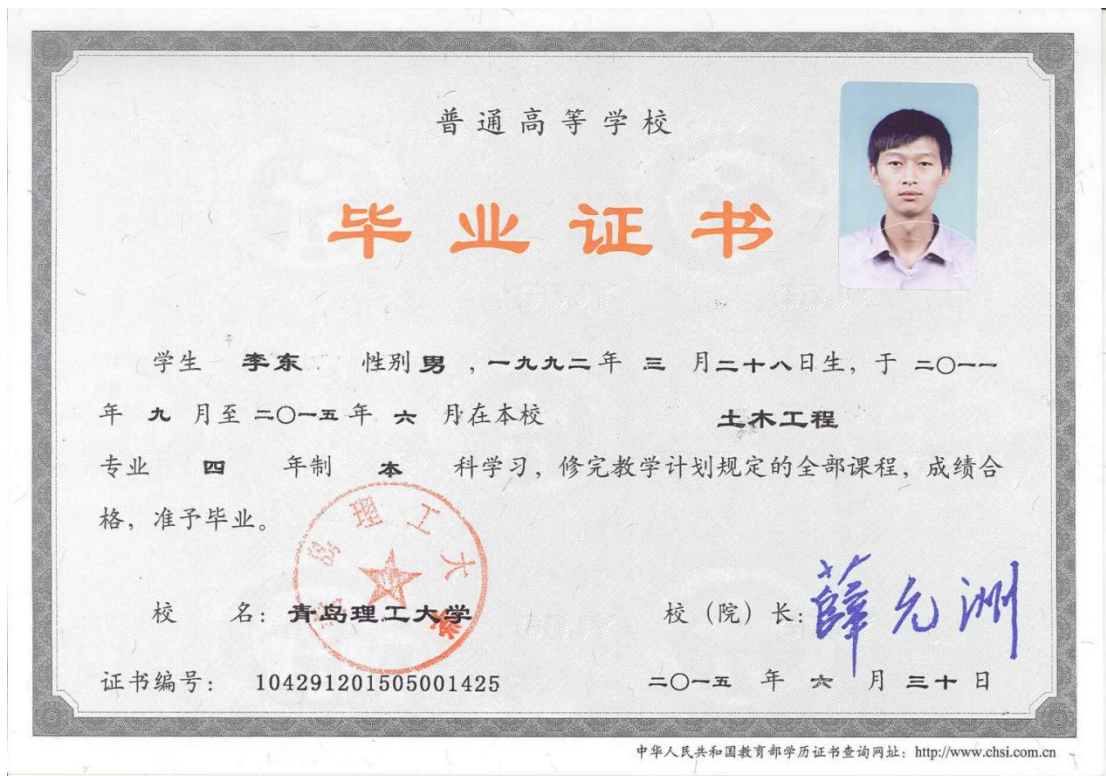 普通高等学校
毕业证书
学生 李东 性别 男 ，一九九二年 三 月二十八日生，于 二〇一一
年 九 月至 二〇一五 年 六 月在本校 土木工程
专业 四 年制 本 科学习，修完教学计划规定的全部课程，成绩合
格，准予毕业。
青岛理工大学
校 名：青岛理工大学 校（院）长：薛允洲
证书编号： 104291201505001425 二〇一五 年 六 月 三十 日
中华人民共和国教育部学历证书查询网址：http://www.chsi.com.cn